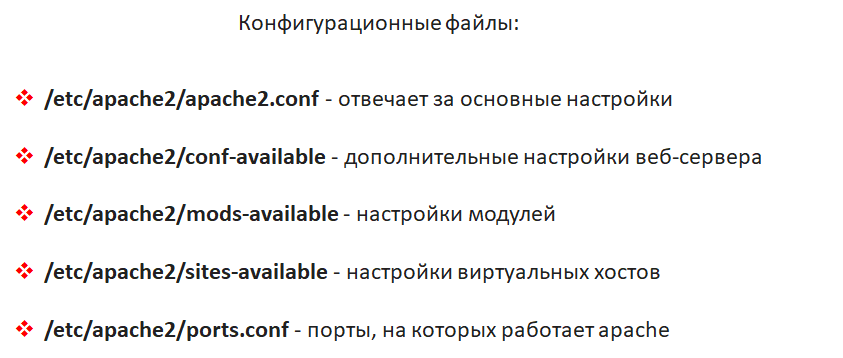 Конфигурационные файлы:
❖ /etc/apache2/apache2.conf - отвечает за основные настройки
❖ /etc/apache2/conf-available - дополнительные настройки веб-сервера
❖ /etc/apache2/mods-available - настройки модулей
❖ /etc/apache2/sites-available - настройки виртуальных хостов
❖ /etc/apache2/ports.conf - порты, на которых работает apache